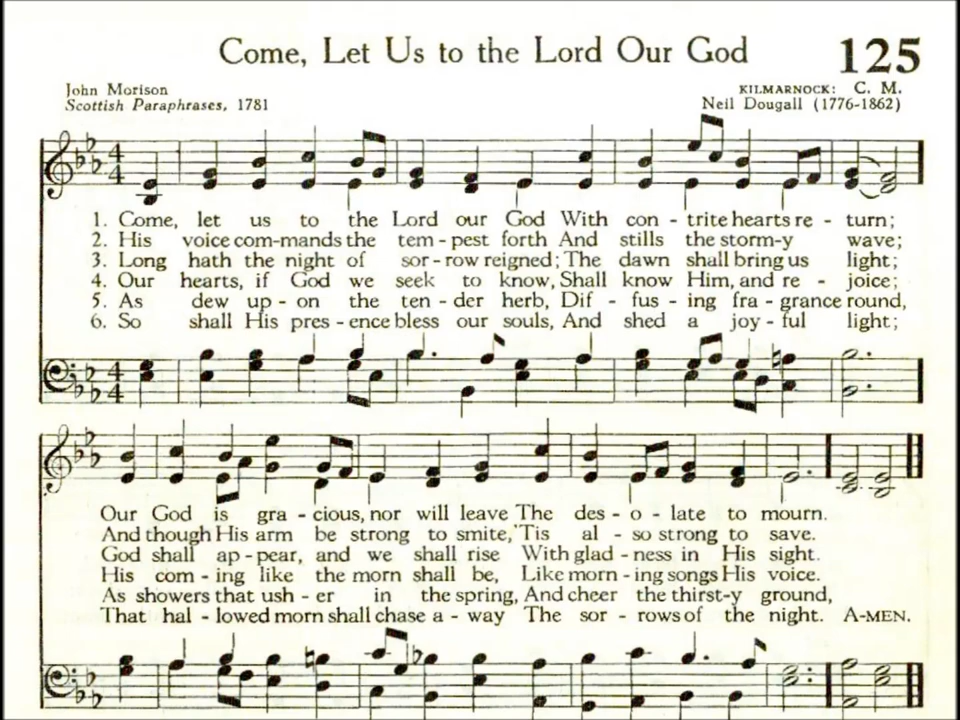 Come, Let Us to the Lord Our God 125
John Morison KILMARNOCK: C. M.
Scottish Paraphrases, 1781 Neil Dougall (1776-1862)
1. Come, let us to the Lord our God With con - trite hearts re - turn;
2. His voice com-mands the tem - pest forth And stills the storm-y wave;
3. Long hath the night of sor - row reigned; The dawn shall bring us light;
4. Our hearts, if God we seek to know, Shall know Him, and re - joice;
5. As dew up - on the ten - der herb, Dif - fus - ing fra - grance round,
6. So shall His pres - ence bless our souls, And shed a joy - ful light;
Our God is gra - cious, nor will leave The des - o - late to mourn.
And though His arm be strong to smite, 'Tis al - so strong to save.
God shall ap - pear, and we shall rise With glad - ness in His sight.
His com - ing like the morn shall be, Like morn - ing songs His voice.
As showers that ush - er in the spring, And cheer the thirst-y ground,
That hal - lowed morn shall chase a - way The sor - rows of the night. A-MEN.